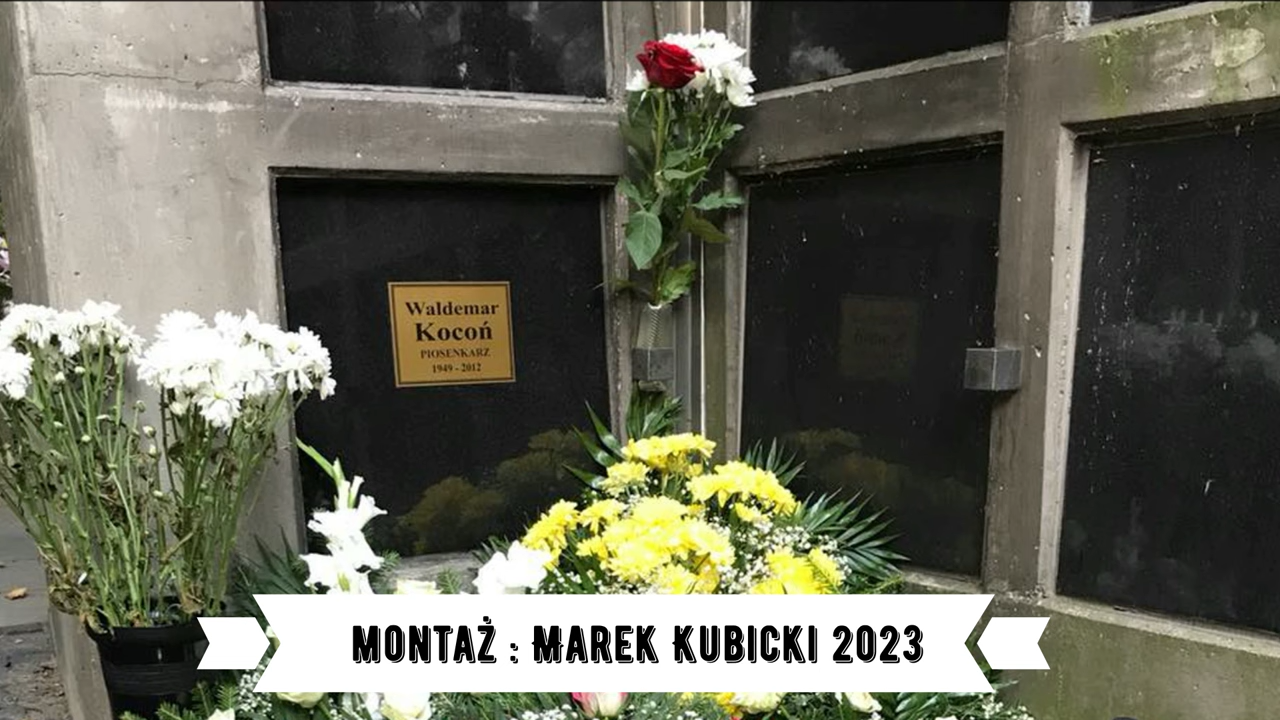 Waldemar
Kocoń
PIOSENKARZ
1949 - 2012
MONTAŻ : MAREK KUBICKI 2023